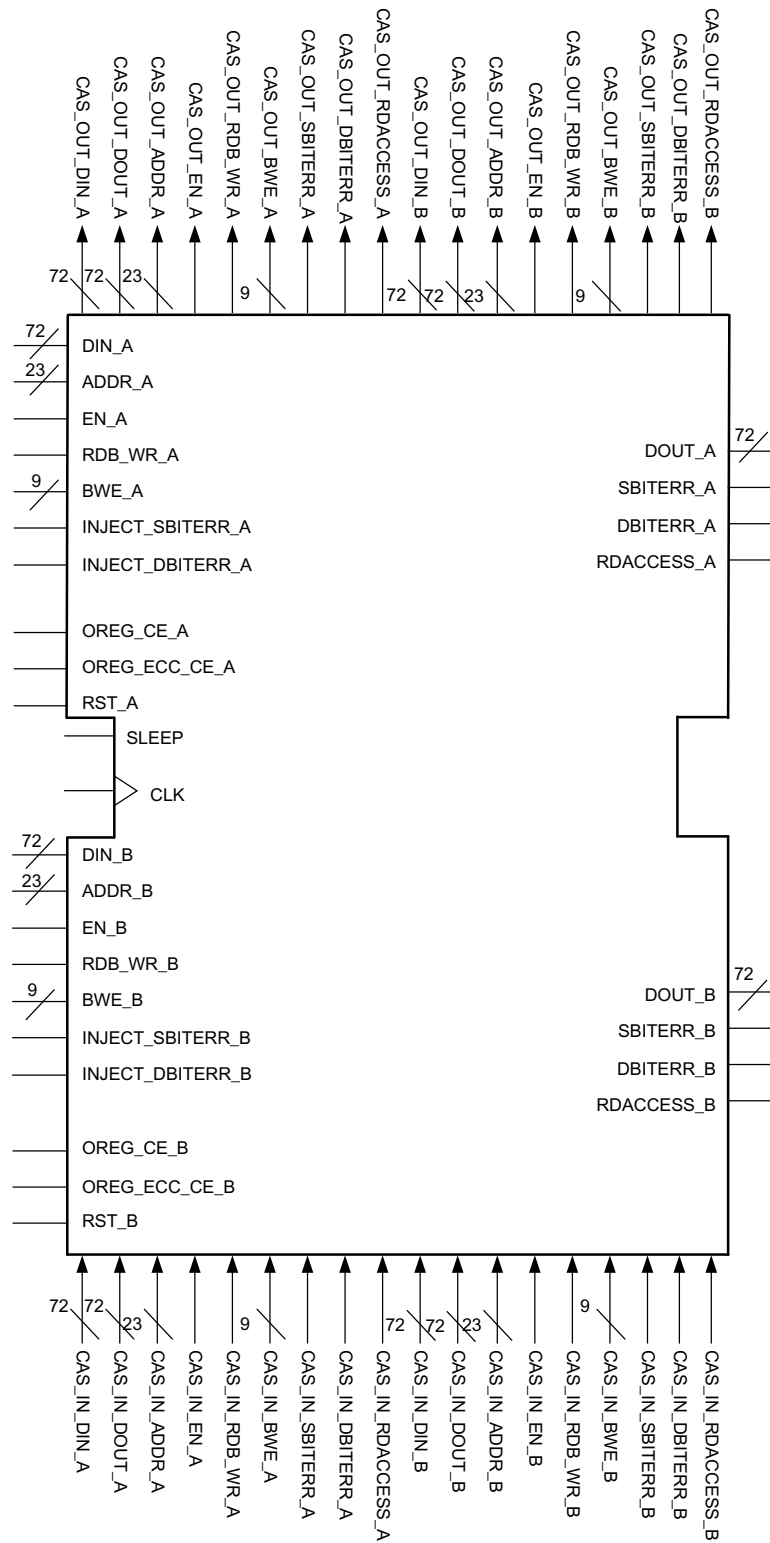 CAS_OUT_DIN_A
CAS_OUT_DOUT_A
CAS_OUT_ADDR_A
CAS_OUT_EN_A
CAS_OUT_RDB_WR_A
CAS_OUT_BWE_A
CAS_OUT_SBITERR_A
CAS_OUT_DBITERR_A
CAS_OUT_RDACCESS_A
CAS_OUT_DIN_B
CAS_OUT_DOUT_B
CAS_OUT_ADDR_B
CAS_OUT_EN_B
CAS_OUT_RDB_WR_B
CAS_OUT_BWE_B
CAS_OUT_SBITERR_B
CAS_OUT_DBITERR_B
CAS_OUT_RDACCESS_B
72 72 23 9 72 72 23 9
72 DIN_A
23 ADDR_A
EN_A
RDB_WR_A
9 BWE_A
INJECT_SBITERR_A
INJECT_DBITERR_A
OREG_CE_A
OREG_ECC_CE_A
RST_A
DOUT_A 72
SBITERR_A
DBITERR_A
RDACCESS_A
SLEEP
CLK
72 DIN_B
23 ADDR_B
EN_B
RDB_WR_B
9 BWE_B
INJECT_SBITERR_B
INJECT_DBITERR_B
OREG_CE_B
OREG_ECC_CE_B
RST_B
DOUT_B 72
SBITERR_B
DBITERR_B
RDACCESS_B
72 72 23 9 72 72 23 9
CAS_IN_DIN_A
CAS_IN_DOUT_A
CAS_IN_ADDR_A
CAS_IN_EN_A
CAS_IN_RDB_WR_A
CAS_IN_BWE_A
CAS_IN_SBITERR_A
CAS_IN_DBITERR_A
CAS_IN_RDACCESS_A
CAS_IN_DIN_B
CAS_IN_DOUT_B
CAS_IN_ADDR_B
CAS_IN_EN_B
CAS_IN_RDB_WR_B
CAS_IN_BWE_B
CAS_IN_SBITERR_B
CAS_IN_DBITERR_B
CAS_IN_RDACCESS_B